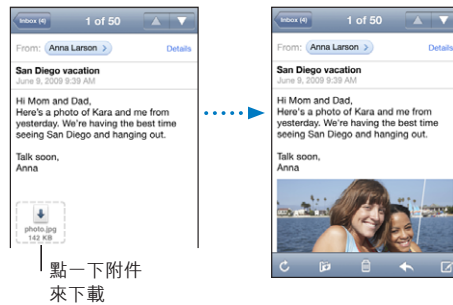 Inbox (4)
1 of 50
From: Anna Larson
Details
San Diego vacation
June 9, 2009 9:39 AM
Hi Mom and Dad,
Here's a photo of Kara and me from
yesterday. We're having the best time
seeing San Diego and hanging out.
Talk soon,
Anna
photo.jpg
142 KB
點一下附件
來下載
Inbox (4)
1 of 50
From: Anna Larson
Details
San Diego vacation
June 9, 2009 9:39 AM
Hi Mom and Dad,
Here's a photo of Kara and me from
yesterday. We're having the best time
seeing San Diego and hanging out.
Talk soon,
Anna